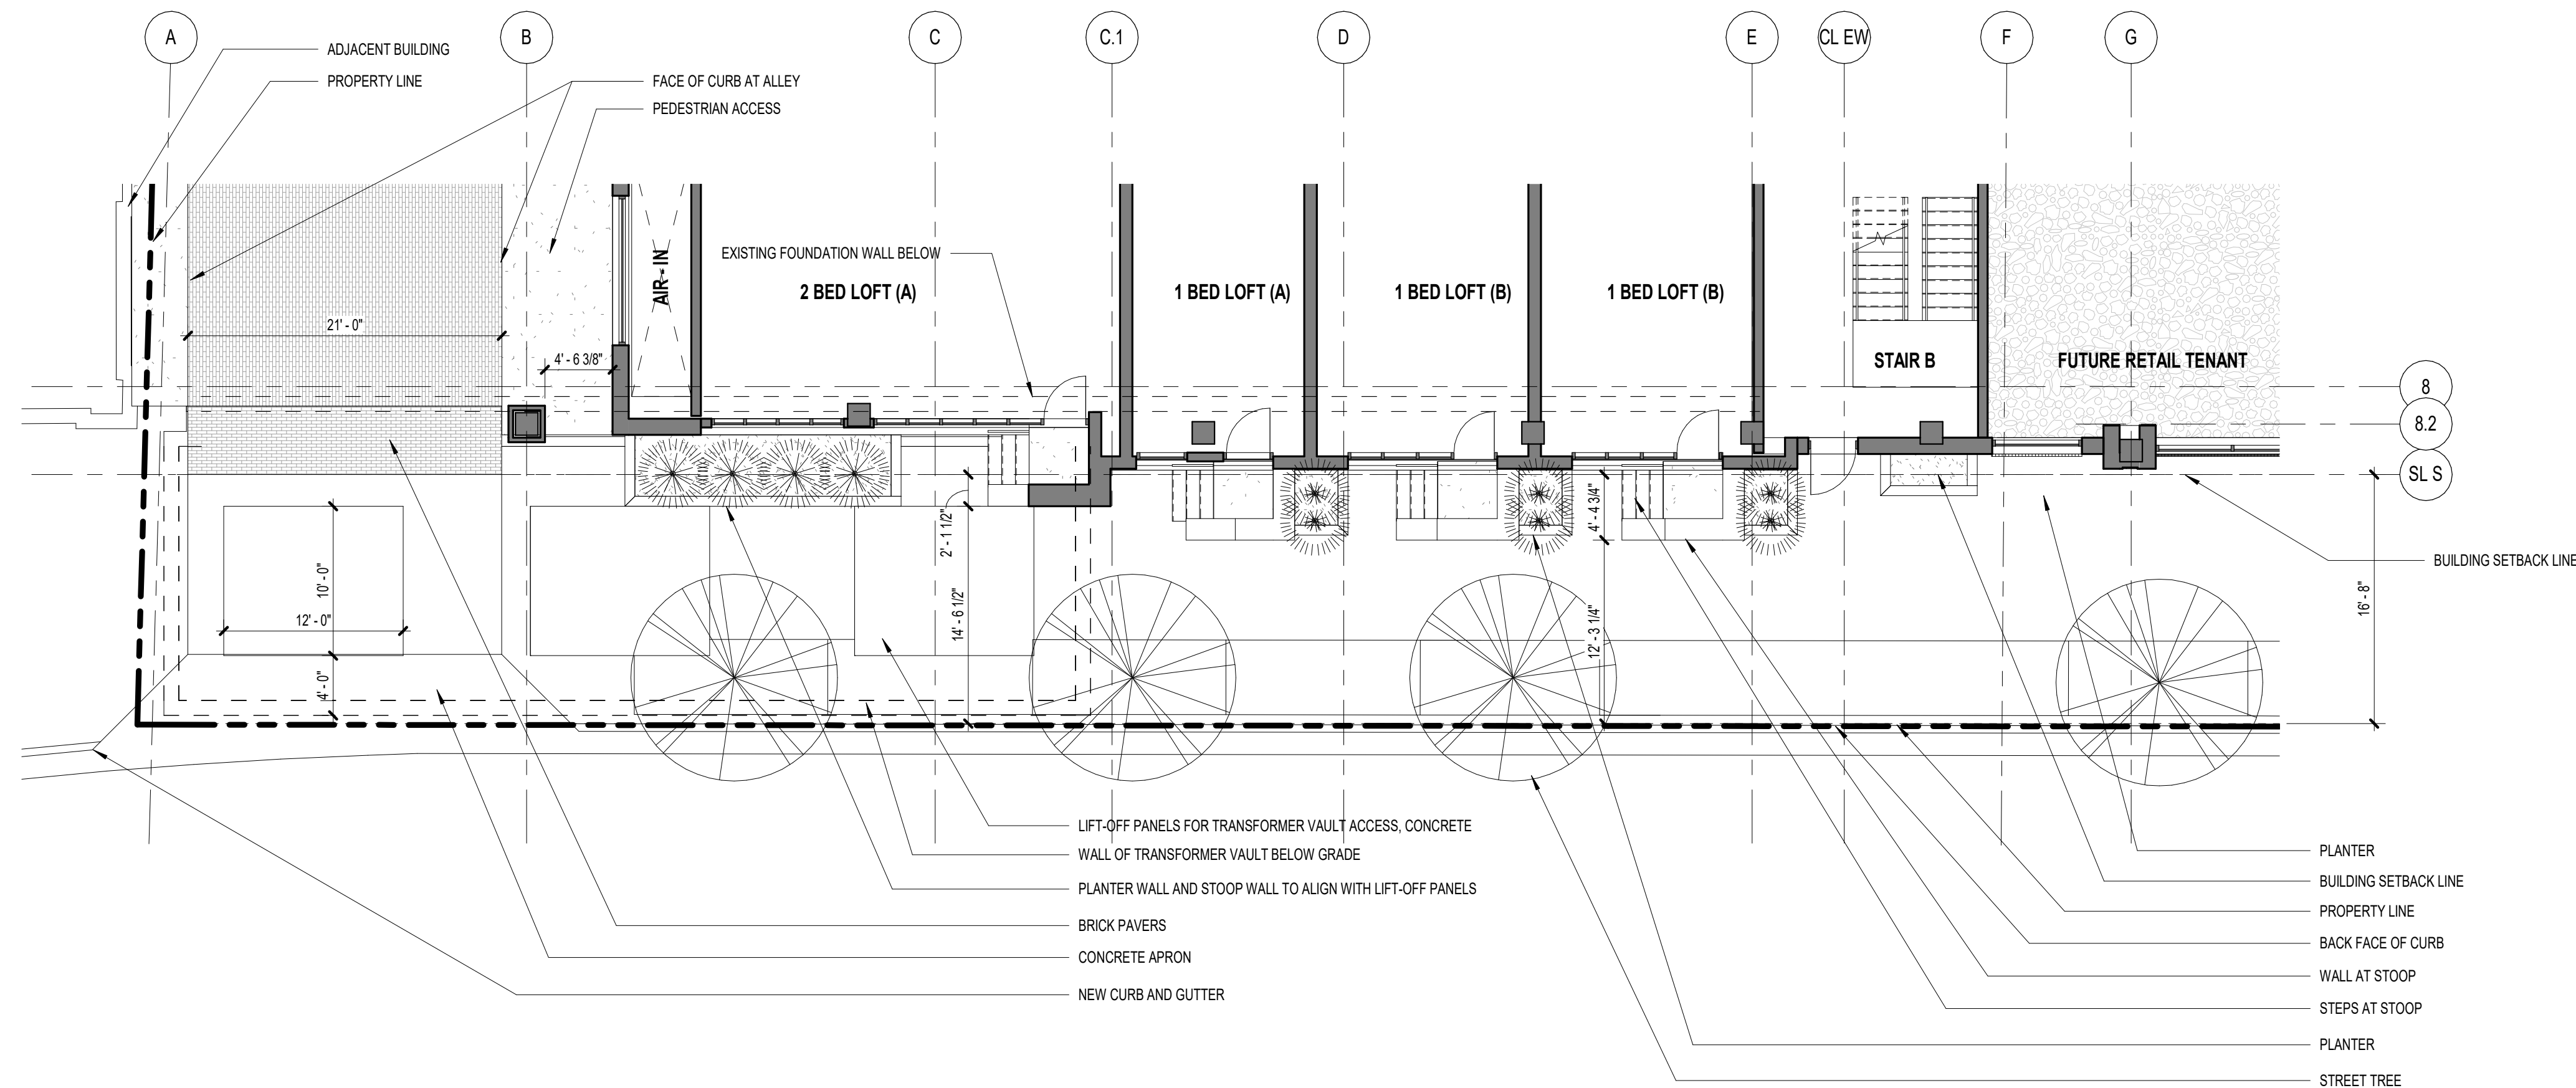 A
B
C
C.1
D
E
CL EW
F
G
ADJACENT BUILDING
PROPERTY LINE
FACE OF CURB AT ALLEY
PEDESTRIAN ACCESS
EXISTING FOUNDATION WALL BELOW
AIR-IN
2 BED LOFT (A)
1 BED LOFT (A)
1 BED LOFT (B)
1 BED LOFT (B)
STAIR B
FUTURE RETAIL TENANT
21' - 0"
4' - 6 3/8"
8
8.2
SL S
2' - 1 1/2"
4' - 4 3/4"
BUILDING SETBACK LINE
10' - 0"
12' - 0"
14' - 6 1/2"
12' - 3 1/4"
16' - 8"
4' - 0"
LIFT-OFF PANELS FOR TRANSFORMER VAULT ACCESS, CONCRETE
WALL OF TRANSFORMER VAULT BELOW GRADE
PLANTER WALL AND STOOP WALL TO ALIGN WITH LIFT-OFF PANELS
BRICK PAVERS
CONCRETE APRON
NEW CURB AND GUTTER
PLANTER
BUILDING SETBACK LINE
PROPERTY LINE
BACK FACE OF CURB
WALL AT STOOP
STEPS AT STOOP
PLANTER
STREET TREE